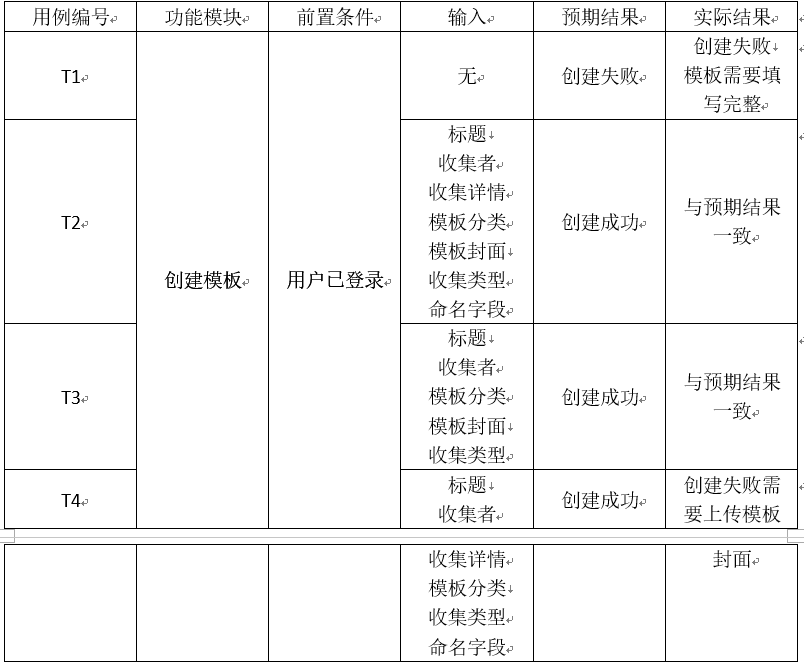 用例编号 功能模块 前置条件 输入 预期结果 实际结果
T1
创建模板
用户已登录
无
创建失败
创建失败
模板需要填
写完整
T2
标题
收集者
收集详情
模板分类
模板封面
收集类型
命名字段
创建成功
与预期结果
一致
T3
标题
收集者
模板分类
模板封面
收集类型
创建成功
与预期结果
一致
T4
标题
收集者
创建成功
创建失败需
要上传模板
收集详情
模板分类
收集类型
命名字段
封面